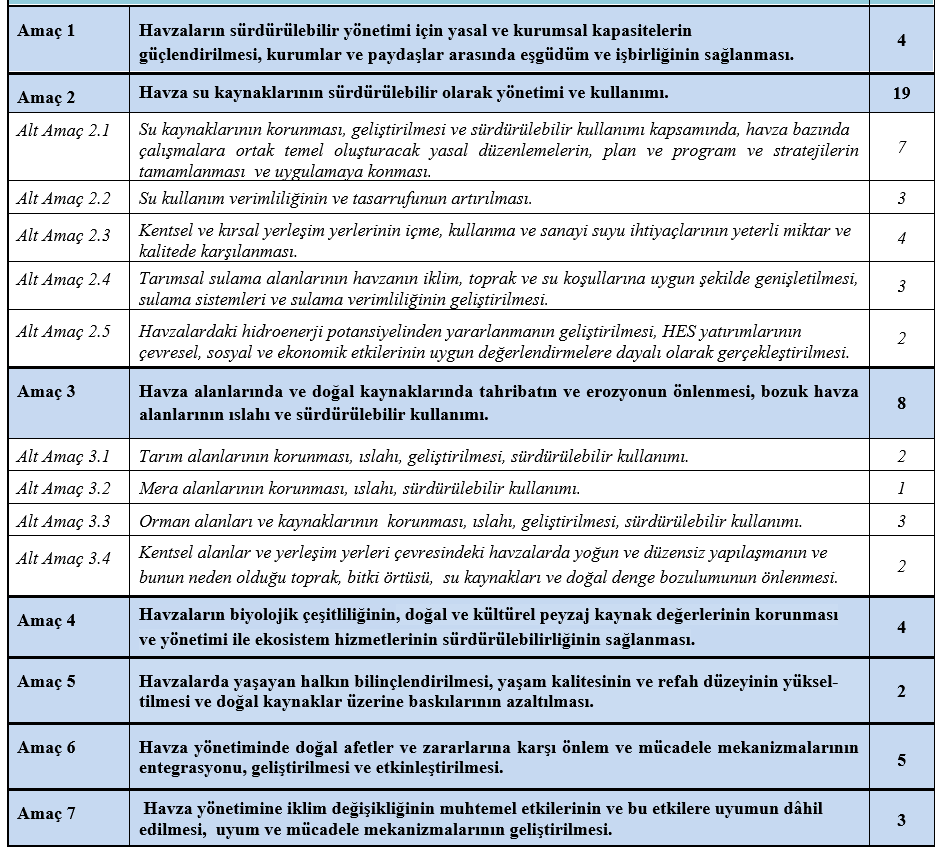 Amaç 1
Havzaların sürdürülebilir yönetimi için yasal ve kurumsal kapasitelerin
güçlendirilmesi, kurumlar ve paydaşlar arasında eşgüdüm ve işbirliğinin sağlanması.
4
Amaç 2
Havza su kaynaklarının sürdürülebilir olarak yönetimi ve kullanımı.
19
Alt Amaç 2.1
Su kaynaklarının korunması, geliştirilmesi ve sürdürülebilir kullanımı kapsamında, havza bazında
çalışmalara ortak temel oluşturacak yasal düzenlemelerin, plan ve program ve stratejilerin
tamamlanması ve uygulamaya konması.
7
Alt Amaç 2.2
Su kullanım verimliliğinin ve tasarrufunun artırılması.
3
Alt Amaç 2.3
Kentsel ve kırsal yerleşim yerlerinin içme, kullanma ve sanayi suyu ihtiyaçlarının yeterli miktar ve
kalitede karşılanması.
4
Alt Amaç 2.4
Tarımsal sulama alanlarının havzanın iklim, toprak ve su koşullarına uygun şekilde genişletilmesi,
sulama sistemleri ve sulama verimliliğinin geliştirilmesi.
3
Alt Amaç 2.5
Havzalardaki hidroenerji potansiyelinden yararlanmanın geliştirilmesi, HES yatırımlarının
çevresel, sosyal ve ekonomik etkilerinin uygun değerlendirmelere dayalı olarak gerçekleştirilmesi.
2
Amaç 3
Havza alanlarında ve doğal kaynaklarında tahribatın ve erozyonun önlenmesi, bozuk havza
alanlarının ıslahı ve sürdürülebilir kullanımı.
8
Alt Amaç 3.1
Tarım alanlarının korunması, ıslahı, geliştirilmesi, sürdürülebilir kullanımı.
2
Alt Amaç 3.2
Mera alanlarının korunması, ıslahı, sürdürülebilir kullanımı.
1
Alt Amaç 3.3
Orman alanları ve kaynaklarının korunması, ıslahı, geliştirilmesi, sürdürülebilir kullanımı.
3
Alt Amaç 3.4
Kentsel alanlar ve yerleşim yerleri çevresindeki havzalarda yoğun ve düzensiz yapılaşmanın ve
bunun neden olduğu toprak, bitki örtüsü, su kaynakları ve doğal denge bozulumunun önlenmesi.
2
Amaç 4
Havzaların biyolojik çeşitliliğinin, doğal ve kültürel peyzaj kaynak değerlerinin korunması
ve yönetimi ile ekosistem hizmetlerinin sürdürülebilirliğinin sağlanması.
4
Amaç 5
Havzalarda yaşayan halkın bilinçlendirilmesi, yaşam kalitesinin ve refah düzeyinin yüksel-
tilmesi ve doğal kaynaklar üzerine baskılarının azaltılması.
2
Amaç 6
Havza yönetiminde doğal afetler ve zararlarına karşı önlem ve mücadele mekanizmalarının
entegrasyonu, geliştirilmesi ve etkinleştirilmesi.
5
Amaç 7
Havza yönetimine iklim değişikliğinin muhtemel etkilerinin ve bu etkilere uyumun dâhil
edilmesi, uyum ve mücadele mekanizmalarının geliştirilmesi.
3